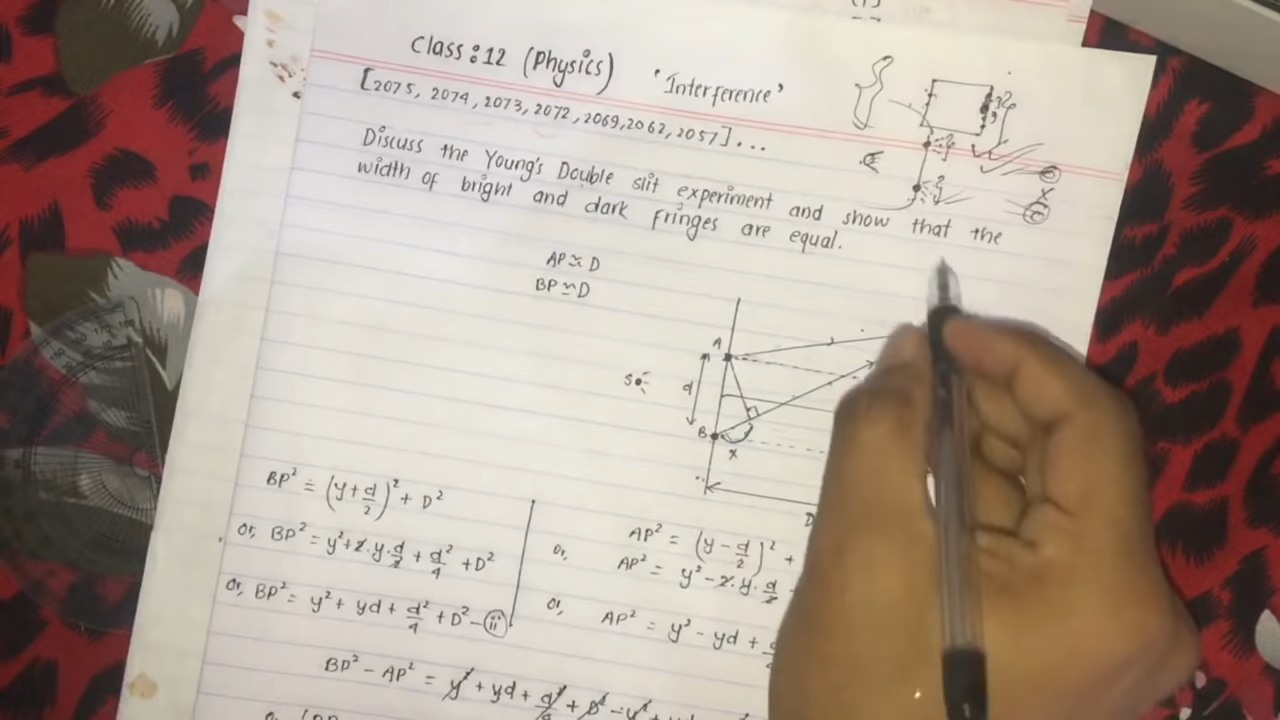 Class: 12 (Physics)
'Interference'
[2075, 2074, 2073, 2072, 2069, 2062, 2057]...
Discuss the Young's Double slit experiment and show that the
width of bright and dark fringes are equal.
AP ≃ D
BP ≃ D
A
S
d
B
x
D
BP² = (y + d/2)² + D²
or, BP² = y² + 2·y·d/2 + d²/4 + D²
or, BP² = y² + yd + d²/4 + D² - (ii)
AP² = (y - d/2)² +
or, AP² = y² - 2·y·d/2
or, AP² = y² - yd +
BP² - AP² = y² + yd + d²/4 + D² - y² +